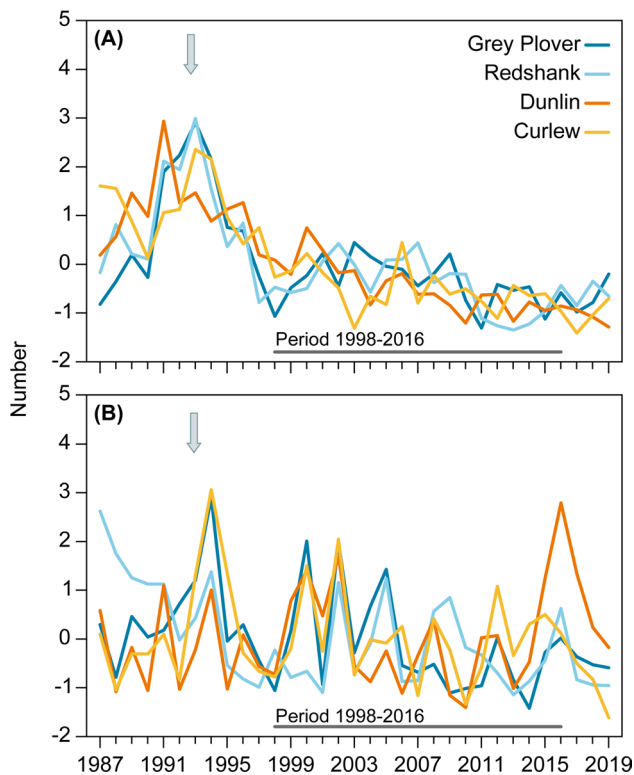 (A)
Grey Plover
Redshank
Dunlin
Curlew
5
4
3
2
1
0
-1
-2
Period 1998-2016
Number
(B)
5
4
3
2
1
0
-1
-2
Period 1998-2016
1987 1991 1995 1999 2003 2007 2011 2015 2019